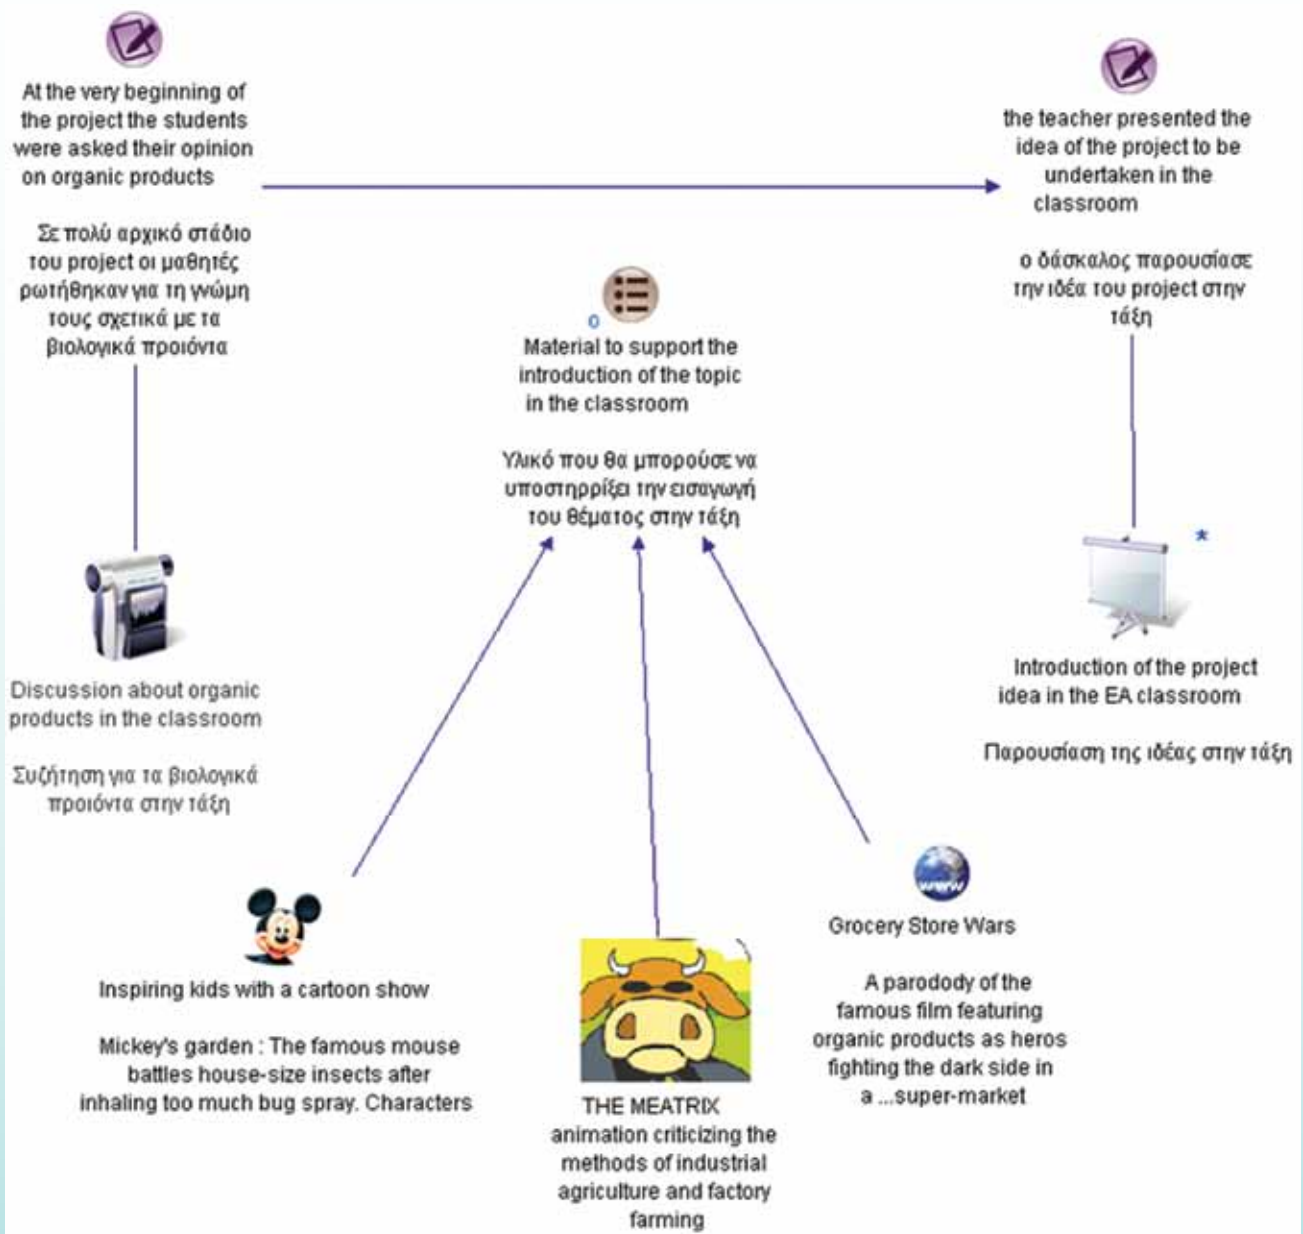 At the very beginning of
the project the students
were asked their opinion
on organic products
Σε πολύ αρχικό στάδιο
του project οι μαθητές
ρωτήθηκαν για τη γνώμη
τους σχετικά με τα
βιολογικά προιόντα
the teacher presented the
idea of the project to be
undertaken in the
classroom
ο δάσκαλος παρουσίασε
την ιδέα του project στην
τάξη
o
Material to support the
introduction of the topic
in the classroom
Υλικό που θα μπορούσε να
υποστηρρίξει την εισαγωγή
του θέματος στην τάξη
Discussion about organic
products in the classroom
Συζήτηση για τα βιολογικά
προιόντα στην τάξη
*
Introduction of the project
idea in the EA classroom
Παρουσίαση της ιδέας στην τάξη
Inspiring kids with a cartoon show
Mickey's garden : The famous mouse
battles house-size insects after
inhaling too much bug spray. Characters
THE MEATRIX
animation criticizing the
methods of industrial
agriculture and factory
farming
www
Grocery Store Wars
A parodody of the
famous film featuring
organic products as heros
fighting the dark side in
a ...super-market